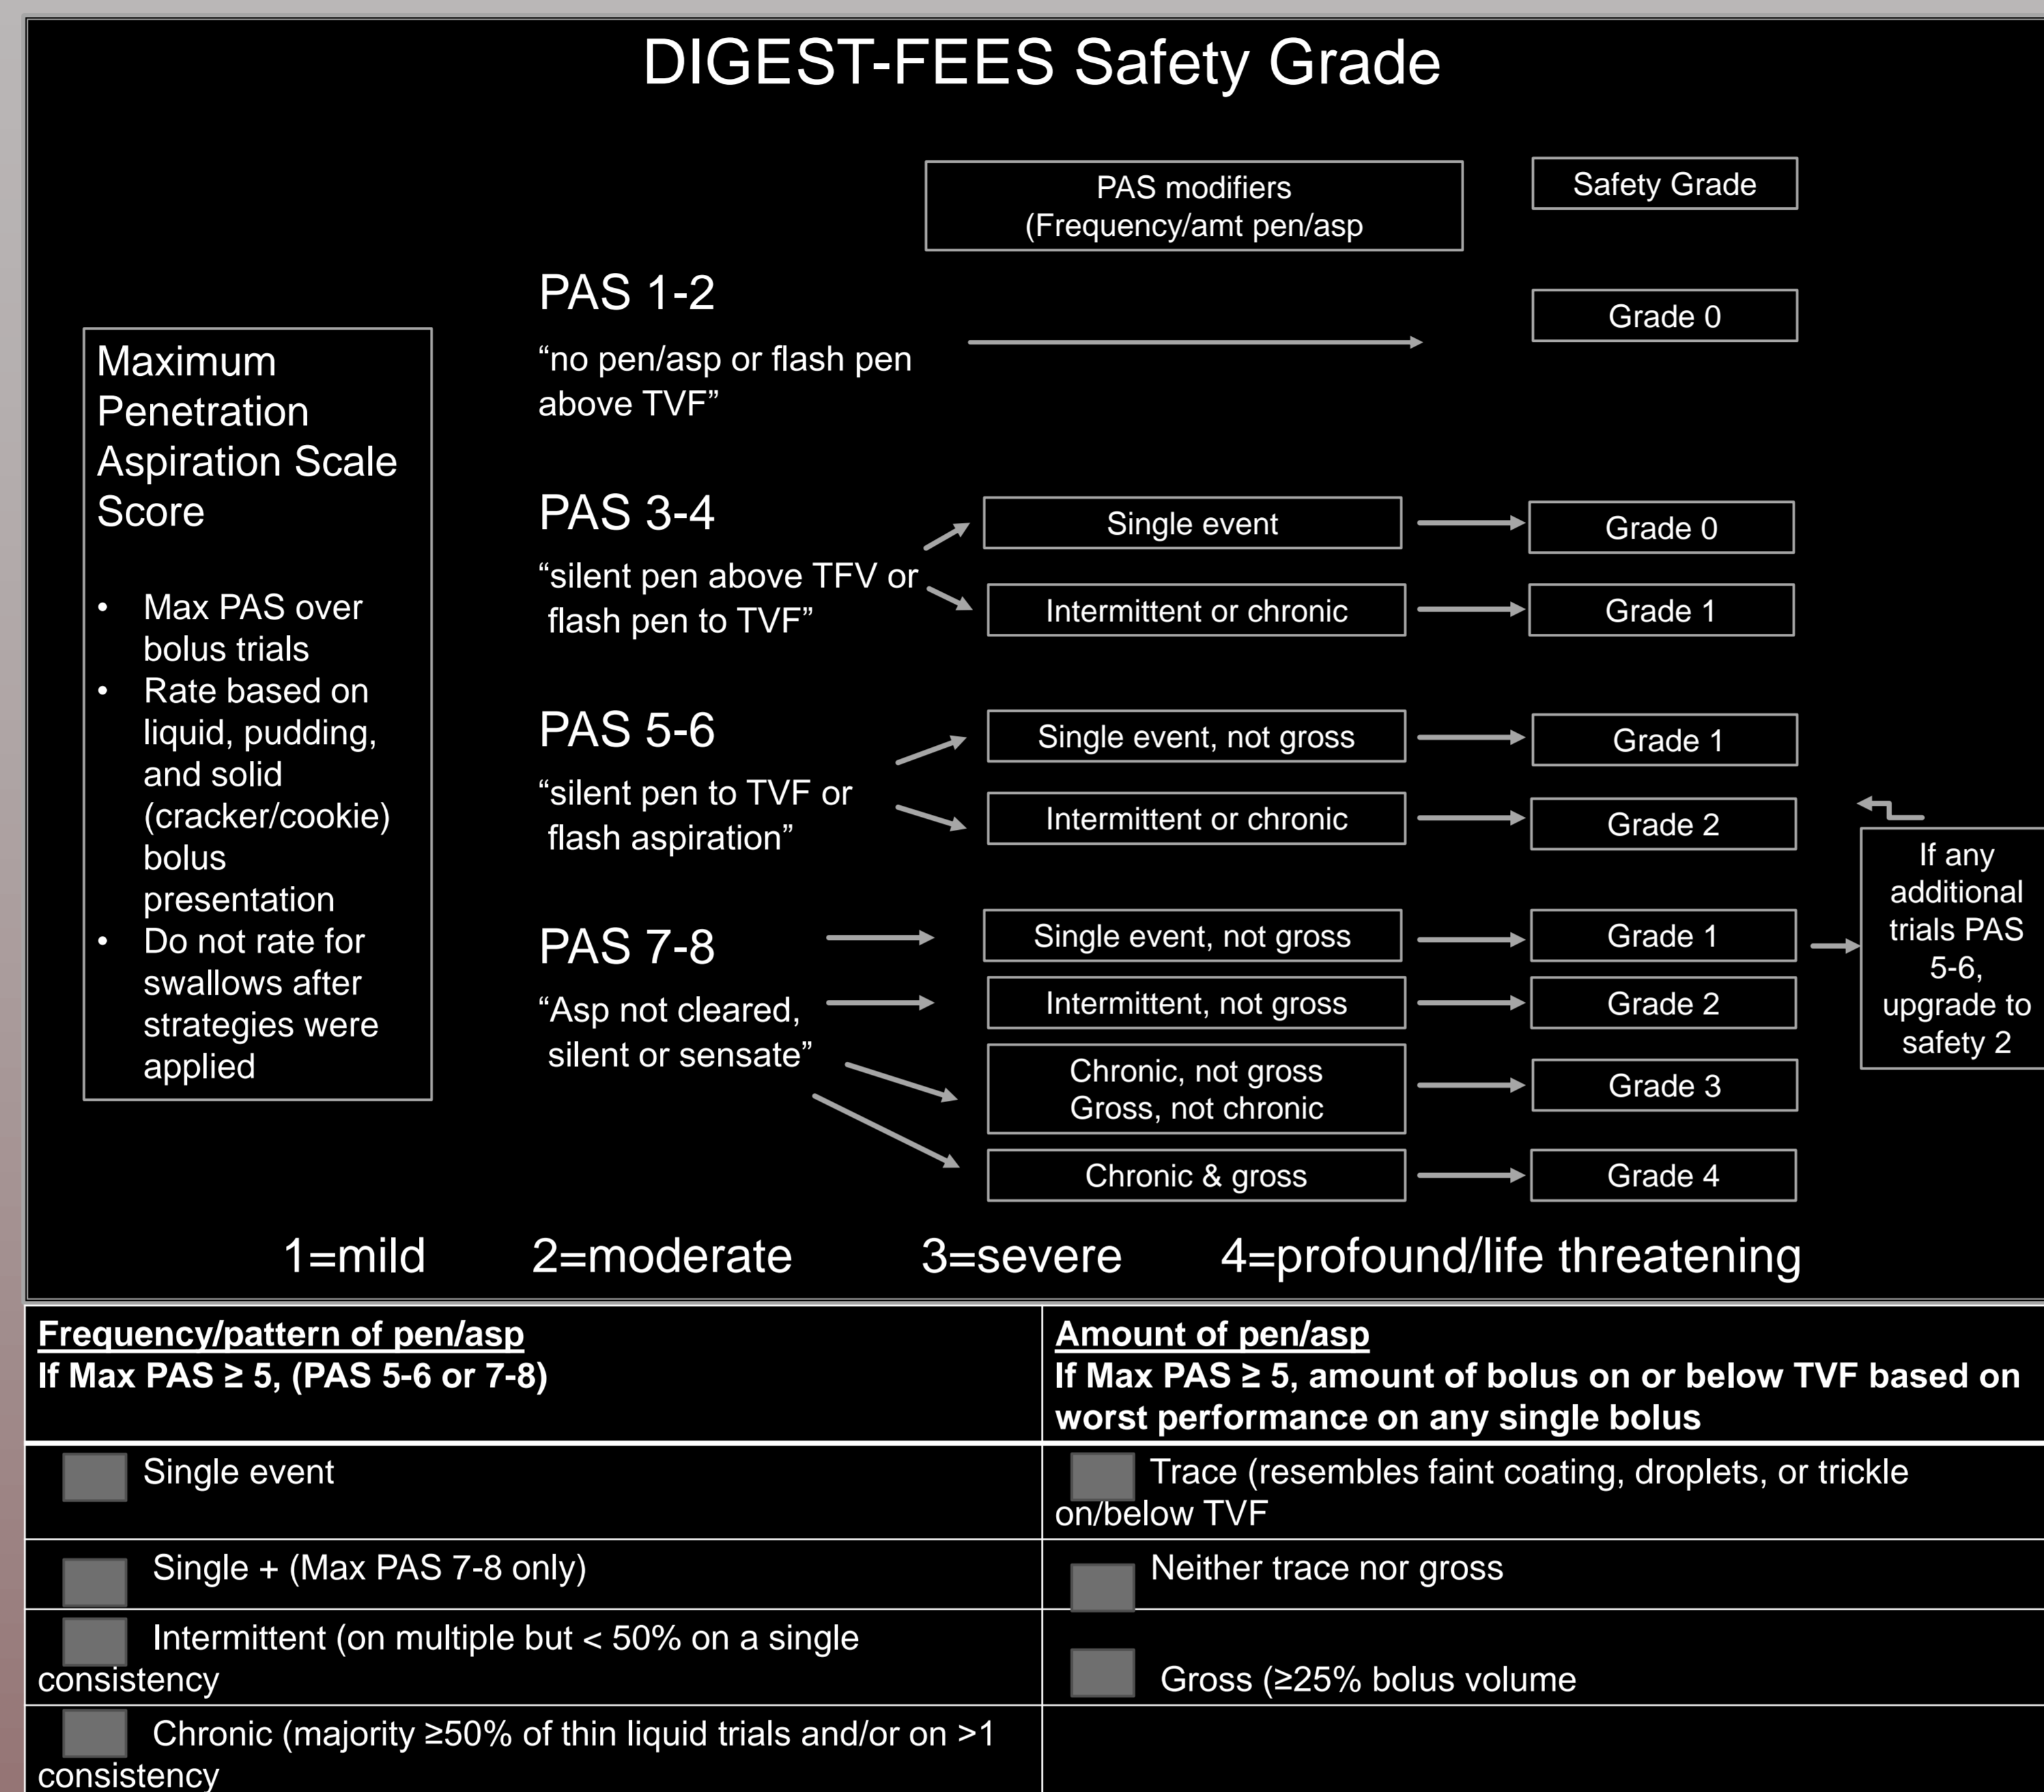 DIGEST-FEES Safety Grade
PAS modifiers
(Frequency/amt pen/asp
Safety Grade
Maximum
Penetration
Aspiration Scale
Score
• Max PAS over
bolus trials
• Rate based on
liquid, pudding,
and solid
(cracker/cookie)
bolus
presentation
• Do not rate for
swallows after
strategies were
applied
PAS 1-2
“no pen/asp or flash pen
above TVF”
Grade 0
PAS 3-4
“silent pen above TFV or
flash pen to TVF”
Single event
Grade 0
Intermittent or chronic
Grade 1
PAS 5-6
“silent pen to TVF or
flash aspiration”
Single event, not gross
Grade 1
Intermittent or chronic
Grade 2
PAS 7-8
“Asp not cleared,
silent or sensate”
Single event, not gross
Grade 1
Intermittent, not gross
Grade 2
Chronic, not gross
Gross, not chronic
Grade 3
Chronic & gross
Grade 4
If any
additional
trials PAS
5-6,
upgrade to
safety 2
1=mild 2=moderate 3=severe 4=profound/life threatening
Frequency/pattern of pen/asp
If Max PAS ≥ 5, (PAS 5-6 or 7-8)
Amount of pen/asp
If Max PAS ≥ 5, amount of bolus on or below TVF based on
worst performance on any single bolus
Single event
Trace (resembles faint coating, droplets, or trickle
on/below TVF
Single + (Max PAS 7-8 only)
Neither trace nor gross
Intermittent (on multiple but < 50% on a single
consistency
Gross (≥25% bolus volume
Chronic (majority ≥50% of thin liquid trials and/or on >1
consistency